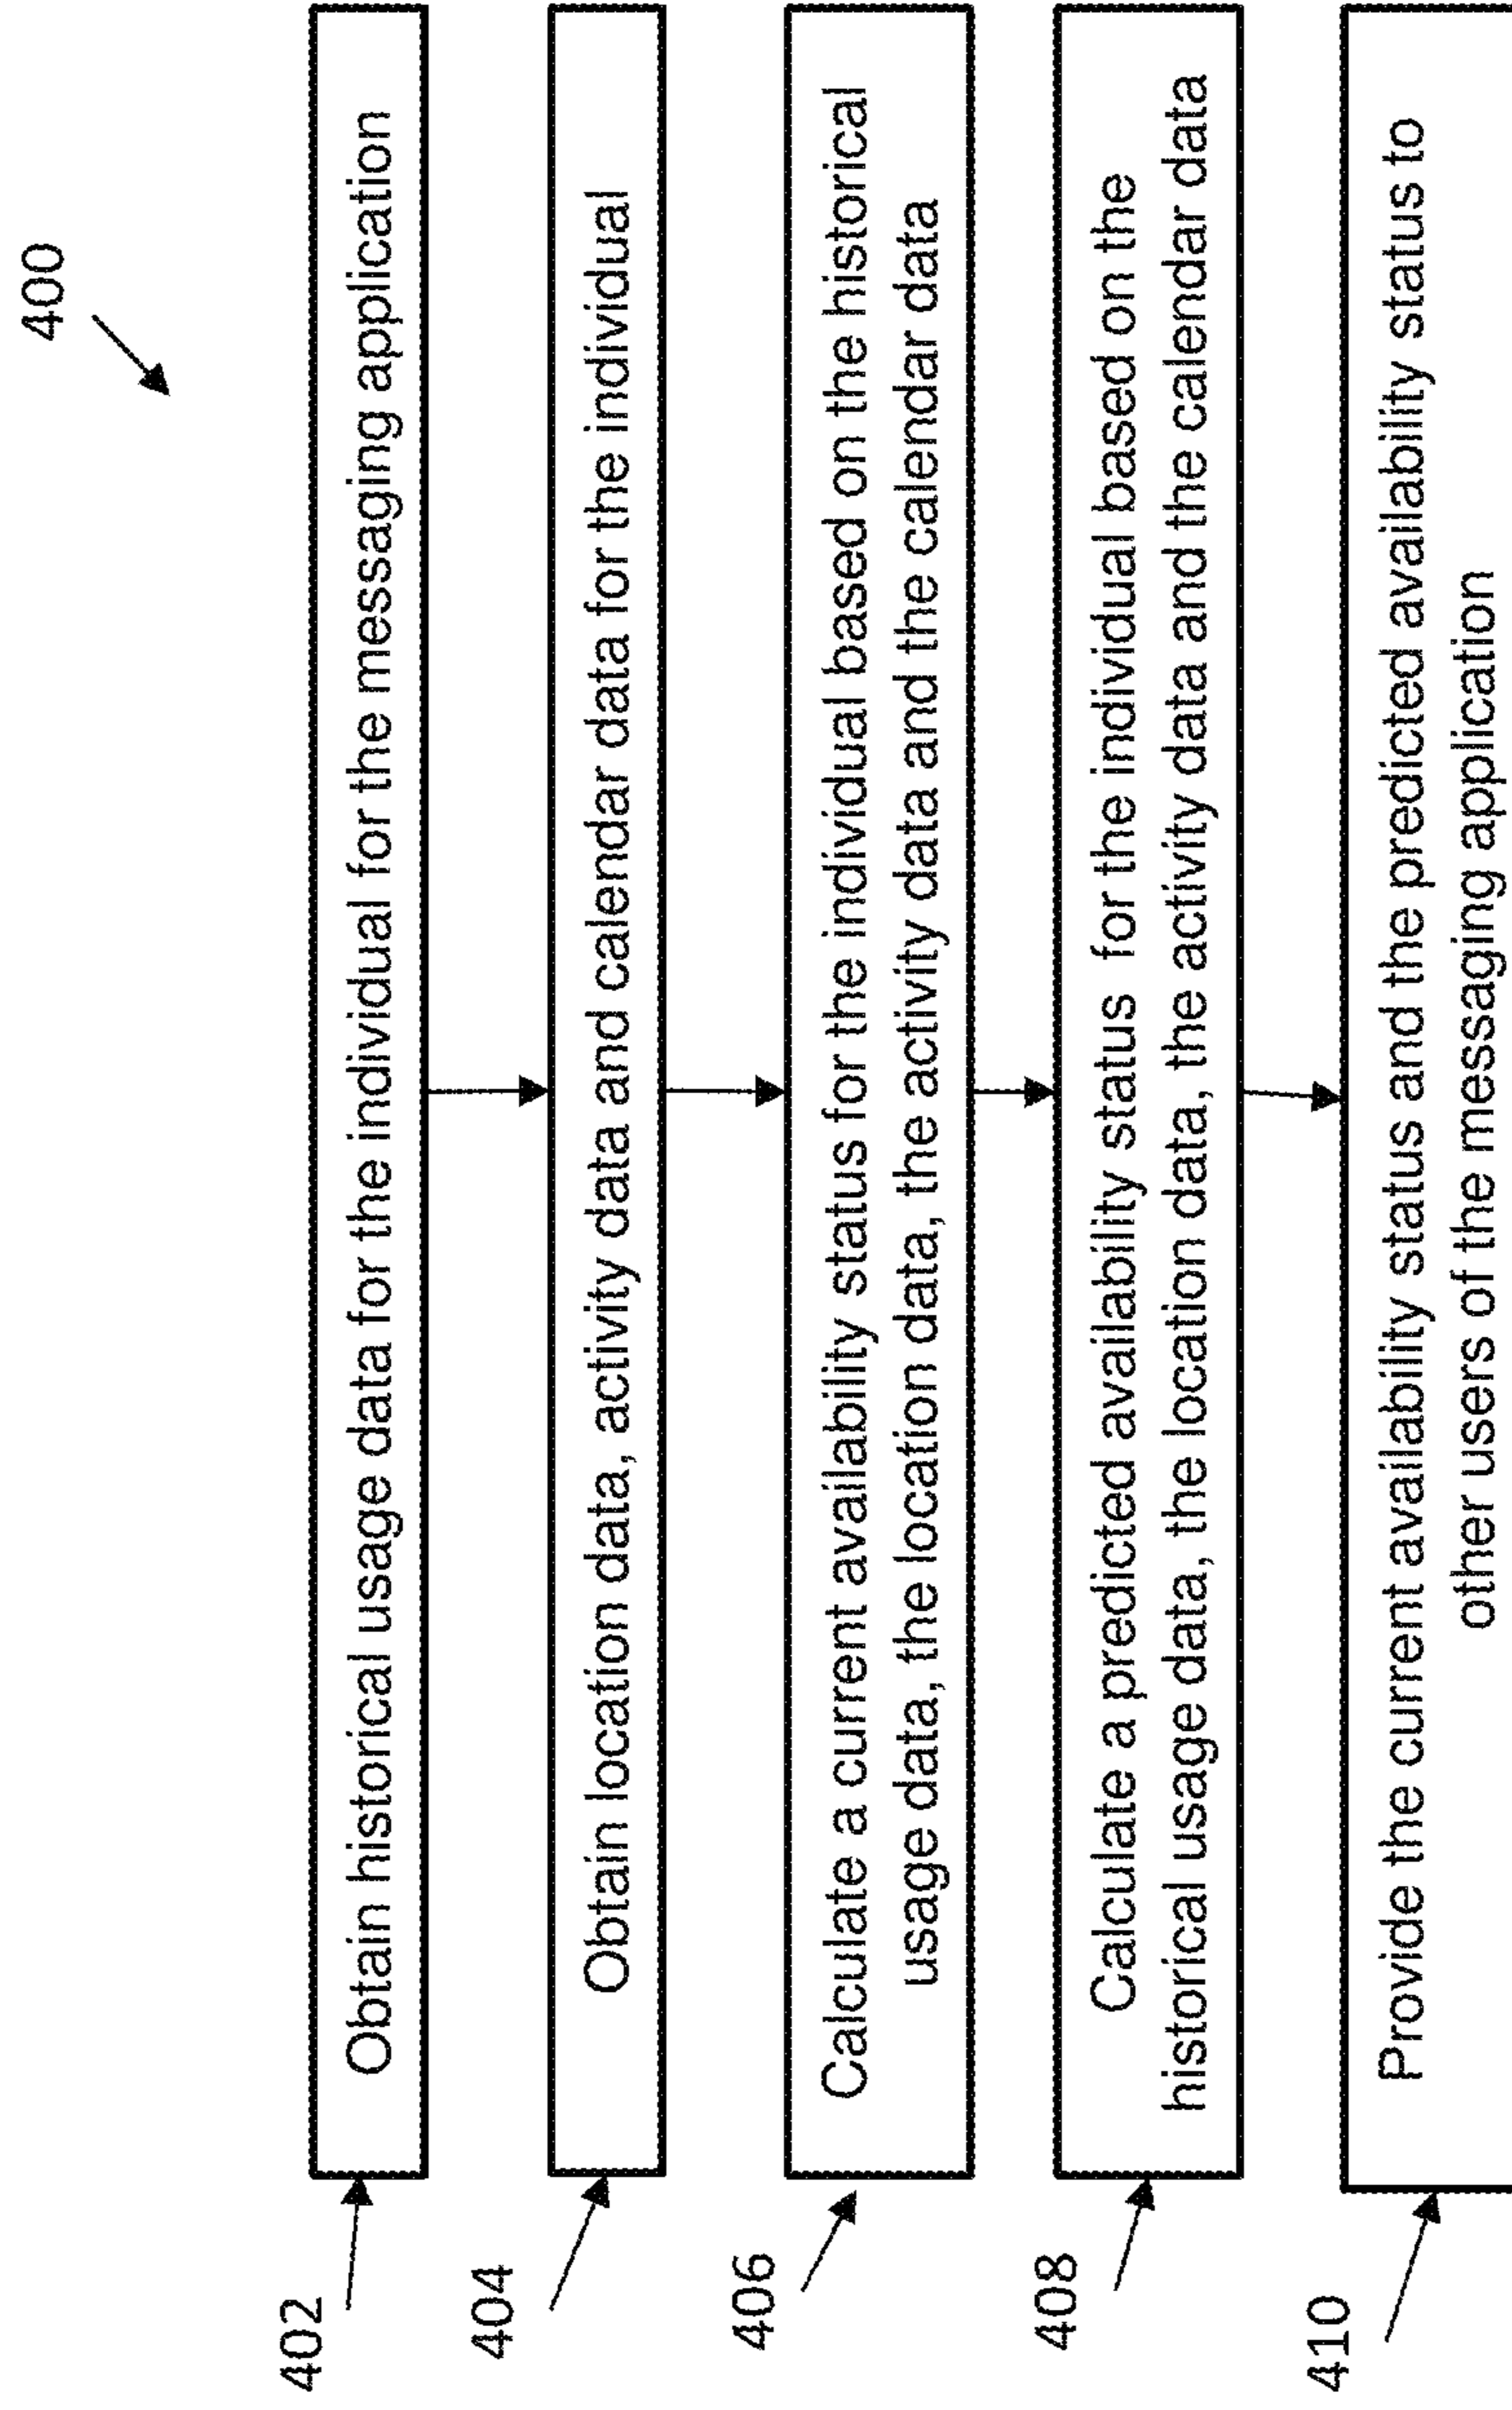 400
402
Obtain historical usage data for the individual for the messaging application
404
Obtain location data, activity data and calendar data for the individual
406
Calculate a current availability status for the individual based on the historical
usage data, the location data, the activity data and the calendar data
408
Calculate a predicted availability status for the individual based on the
historical usage data, the location data, the activity data and the calendar data
410
Provide the current availability status and the predicted availability status to
other users of the messaging application